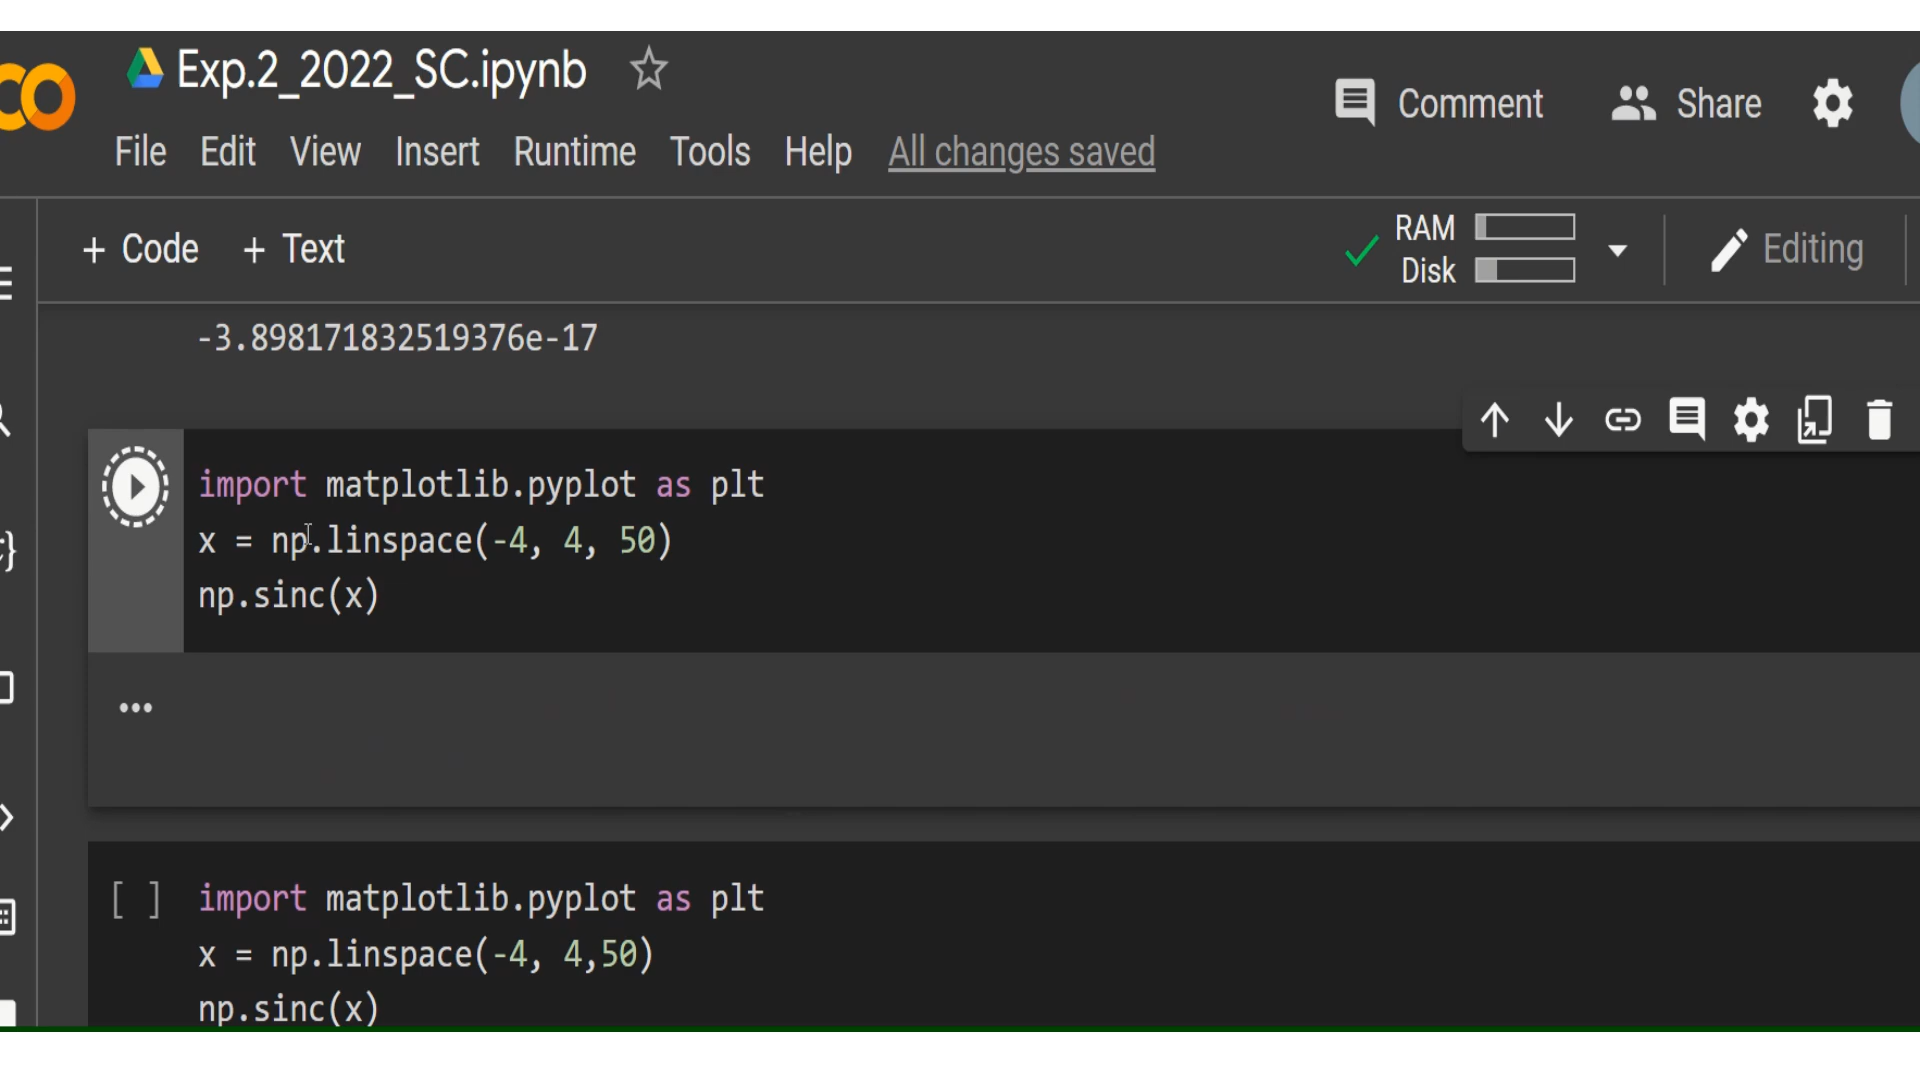 CO
Exp.2_2022_SC.ipynb
Comment
Share
File Edit View Insert Runtime Tools Help All changes saved
+ Code + Text
RAM
Disk
Editing
-3.898171832519376e-17
import matplotlib.pyplot as plt
x = np.linspace(-4, 4, 50)
np.sinc(x)
•••
[ ] import matplotlib.pyplot as plt
x = np.linspace(-4, 4,50)
np.sinc(x)